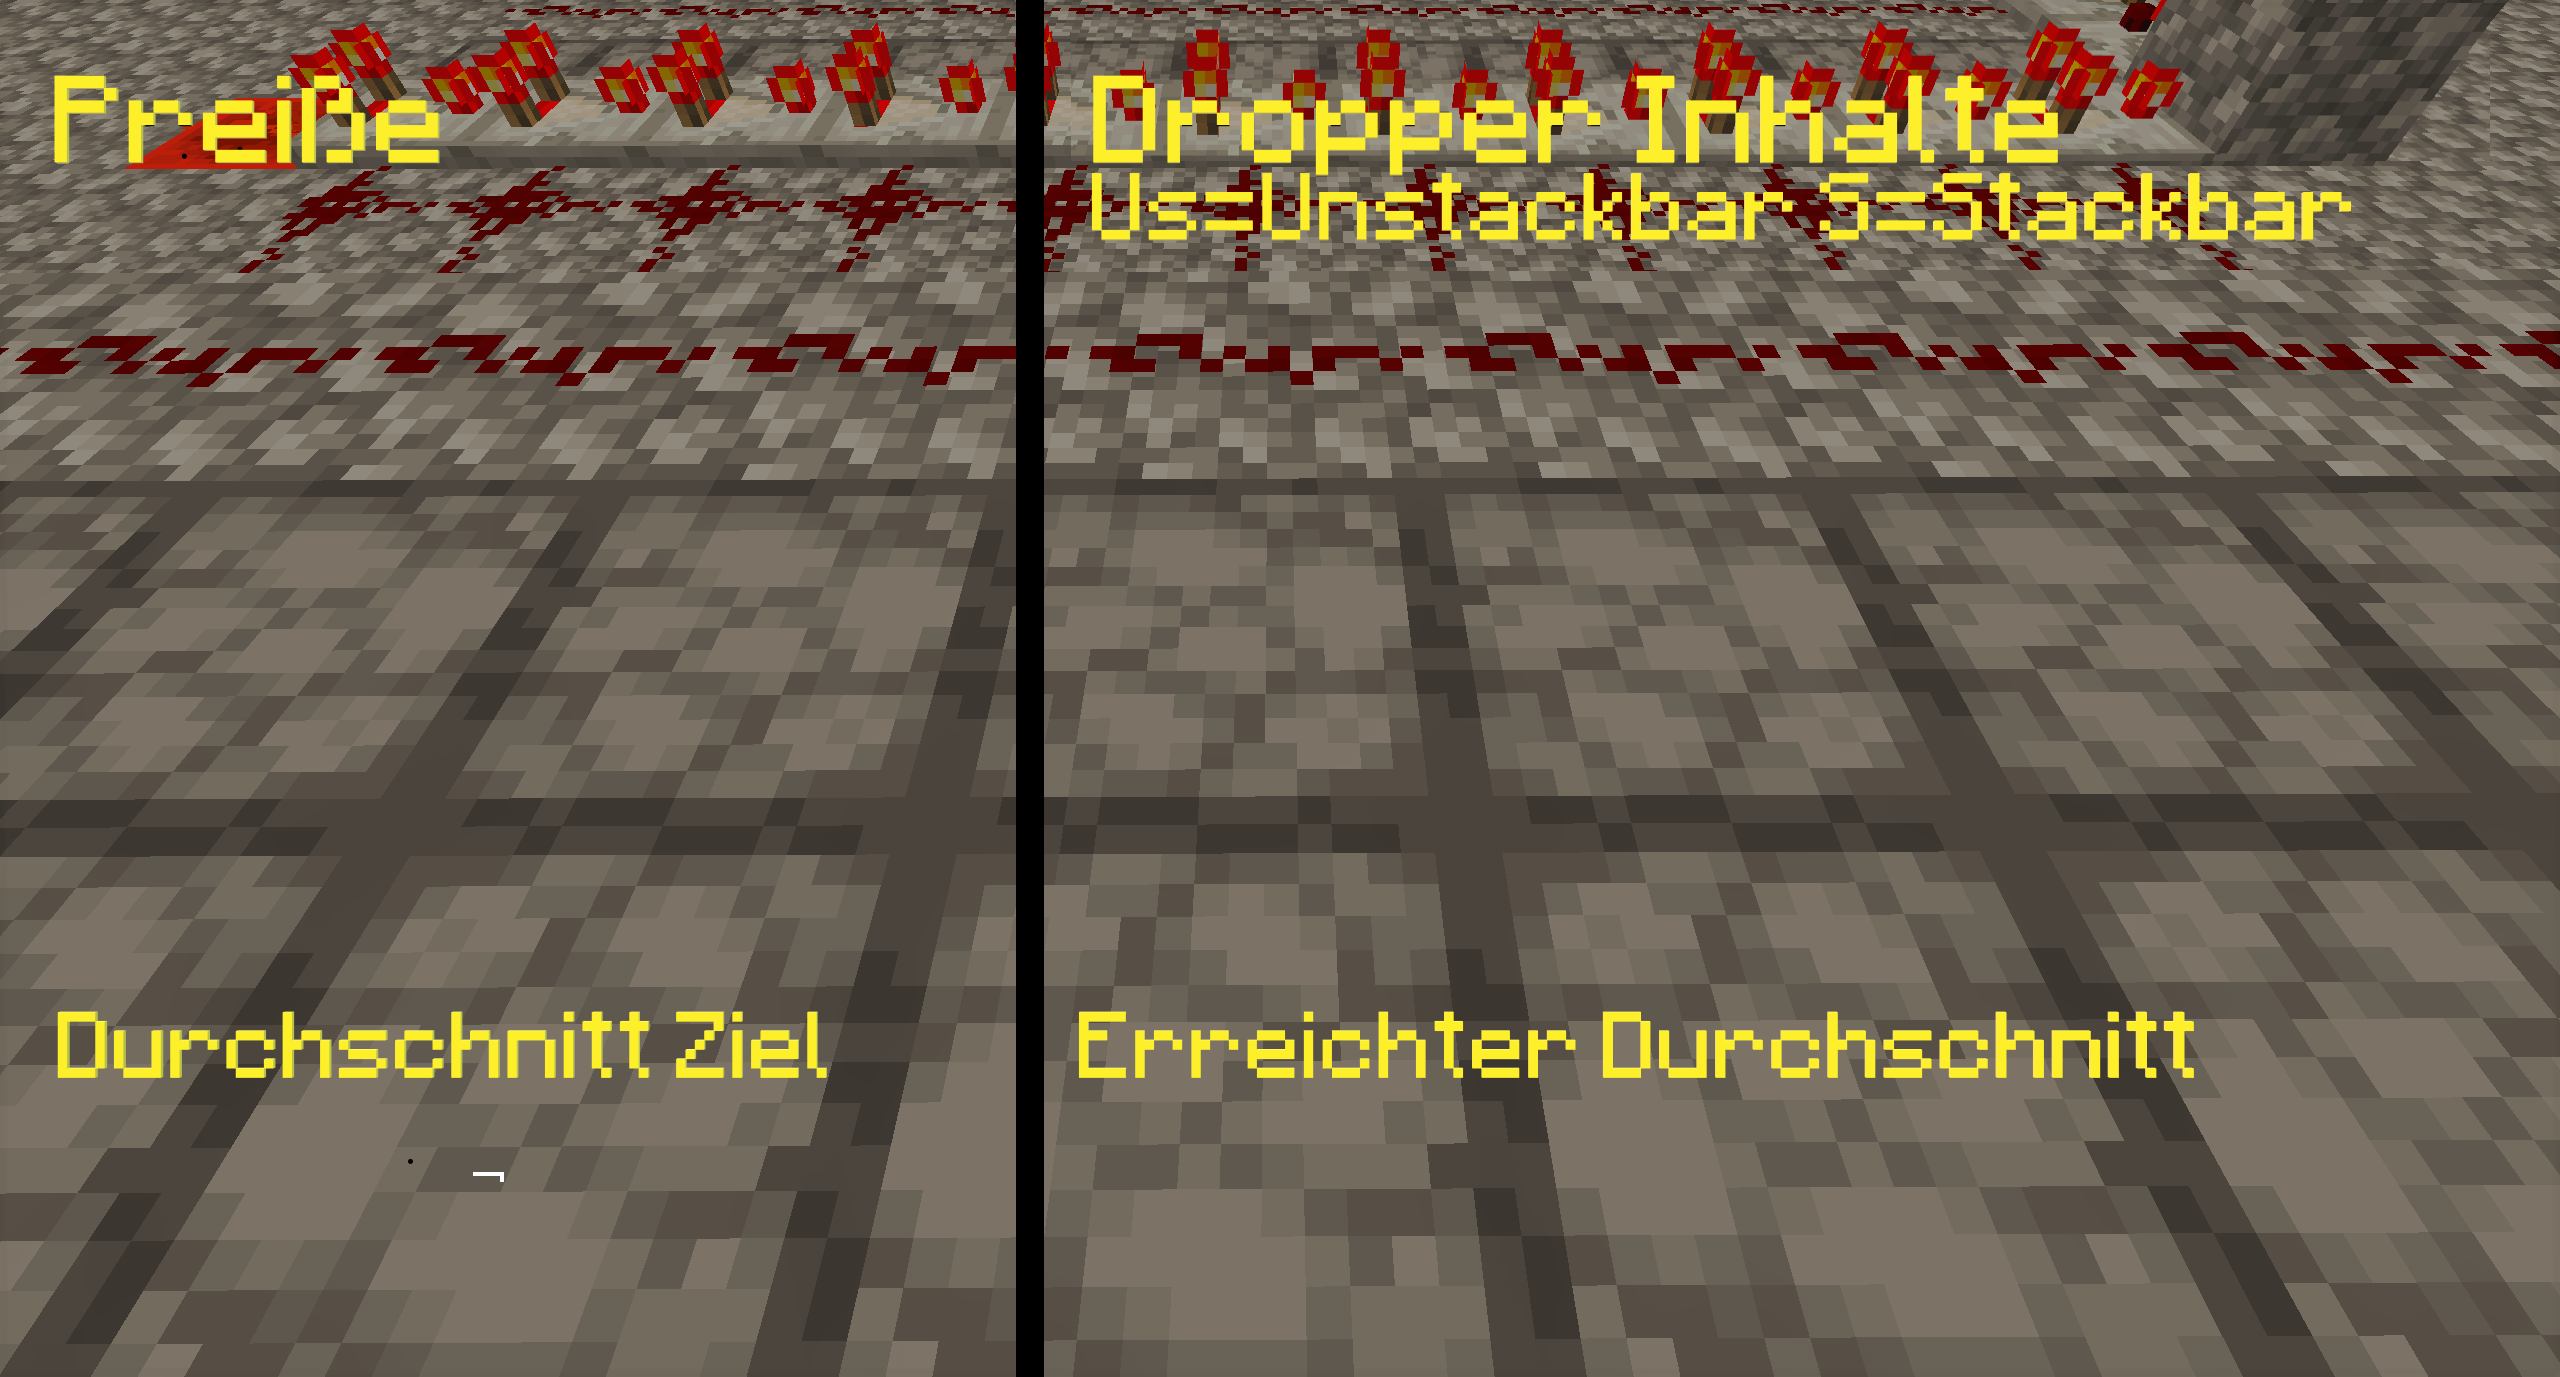 Preiße
Dropper Inhalte
Us=Unstackbar S=Stackbar
Durchschnitt Ziel
Erreichter Durchschnitt